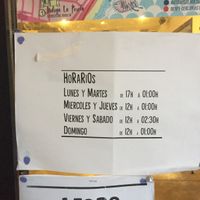 HORARIOS
LUNES Y MARTES - DE 17H A 01:00H
MIERCOLES Y JUEVES - DE 12H A 01:00H
VIERNES Y SABADO - DE 12H A 02:30H
DOMINGO - DE 12H A 01:00H